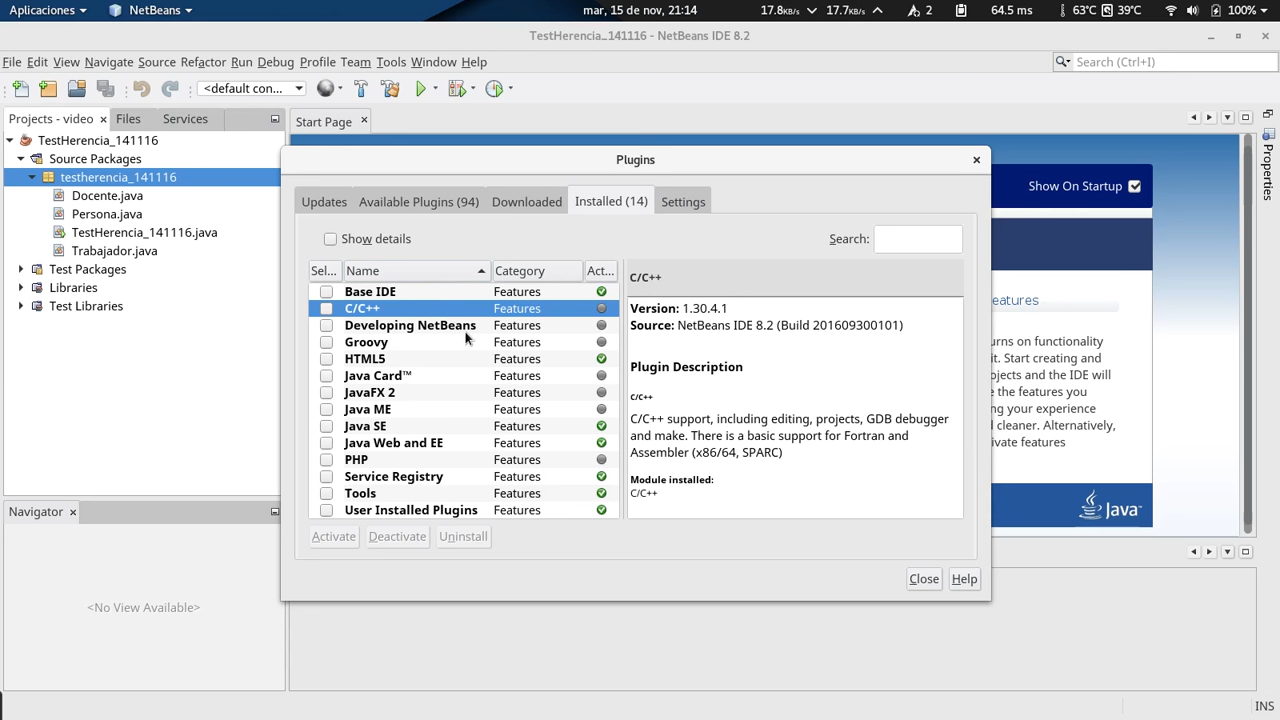 Aplicaciones NetBeans mar, 15 de nov, 21:14 17.8KB/s 17.7KB/s 2 64.5 ms 63°C 39°C 100%
TestHerencia_141116 - NetBeans IDE 8.2
File Edit View Navigate Source Refactor Run Debug Profile Team Tools Window Help Search (Ctrl+I)
<default con...
Projects - video Files Services Start Page
TestHerencia_141116
Source Packages
testherencia_141116
Docente.java
Persona.java
TestHerencia_141116.java
Trabajador.java
Test Packages
Libraries
Test Libraries
Navigator
<No View Available>
Plugins
Updates Available Plugins (94) Downloaded Installed (14) Settings
Show details Search:
Sel... Name Category Act...
Base IDE Features
C/C++ Features
Developing NetBeans Features
Groovy Features
HTML5 Features
Java Card™ Features
JavaFX 2 Features
Java ME Features
Java SE Features
Java Web and EE Features
PHP Features
Service Registry Features
Tools Features
User Installed Plugins Features
C/C++
Version: 1.30.4.1
Source: NetBeans IDE 8.2 (Build 201609300101)
Plugin Description
C/C++
C/C++ support, including editing, projects, GDB debugger
and make. There is a basic support for Fortran and
Assembler (x86/64, SPARC)
Module installed:
C/C++
Activate Deactivate Uninstall
Close Help
Show On Startup
eatures
urns on functionality
it. Start creating and
ojects and the IDE will
e the features you
ng your experience
l cleaner. Alternatively,
ivate features
Java™
Properties
INS